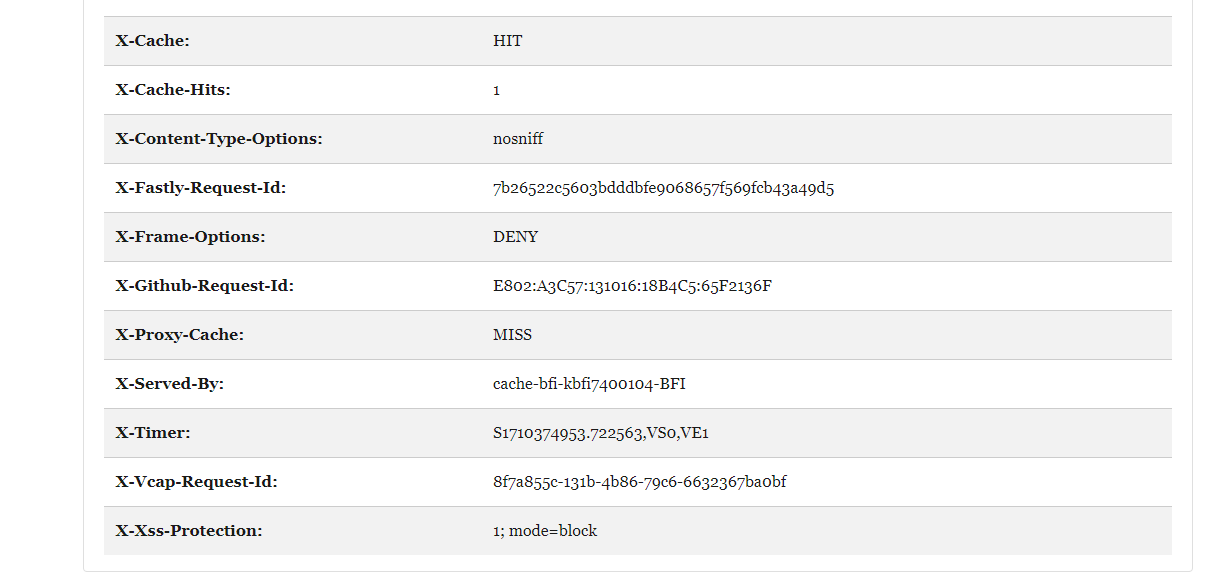 X-Cache: HIT
X-Cache-Hits: 1
X-Content-Type-Options: nosniff
X-Fastly-Request-Id: 7b26522c5603bdddbfe9068657f569fcb43a49d5
X-Frame-Options: DENY
X-Github-Request-Id: E802:A3C57:131016:18B4C5:65F2136F
X-Proxy-Cache: MISS
X-Served-By: cache-bfi-kbfi7400104-BFI
X-Timer: S1710374953.722563,VS0,VE1
X-Vcap-Request-Id: 8f7a855c-131b-4b86-79c6-6632367ba0bf
X-Xss-Protection: 1; mode=block